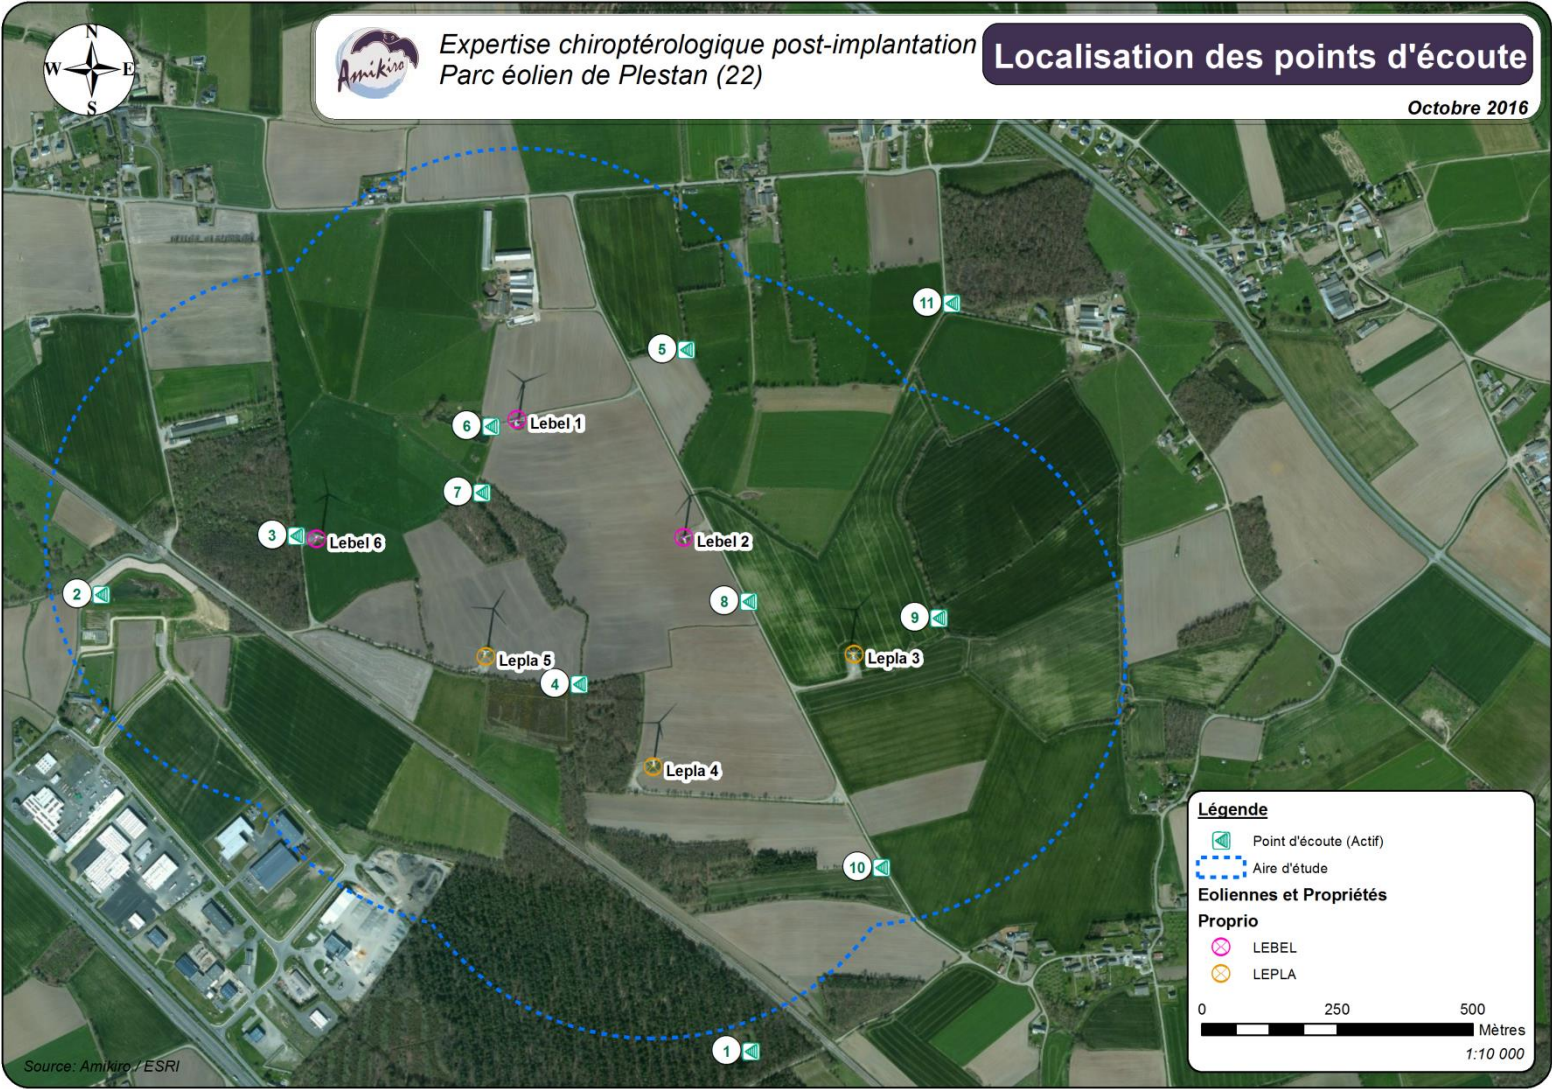 N
W E
S
Amikiro
Expertise chiroptérologique post-implantation
Parc éolien de Plestan (22)
Localisation des points d'écoute
Octobre 2016
11
5
6
Lebel 1
7
3
Lebel 6
Lebel 2
2
8
9
Lepla 5
Lepla 3
4
Lepla 4
10
1
Légende
Point d'écoute (Actif)
Aire d'étude
Eoliennes et Propriétés
Proprio
LEBEL
LEPLA
0 250 500
Mètres
1:10 000
Source: Amikiro / ESRI